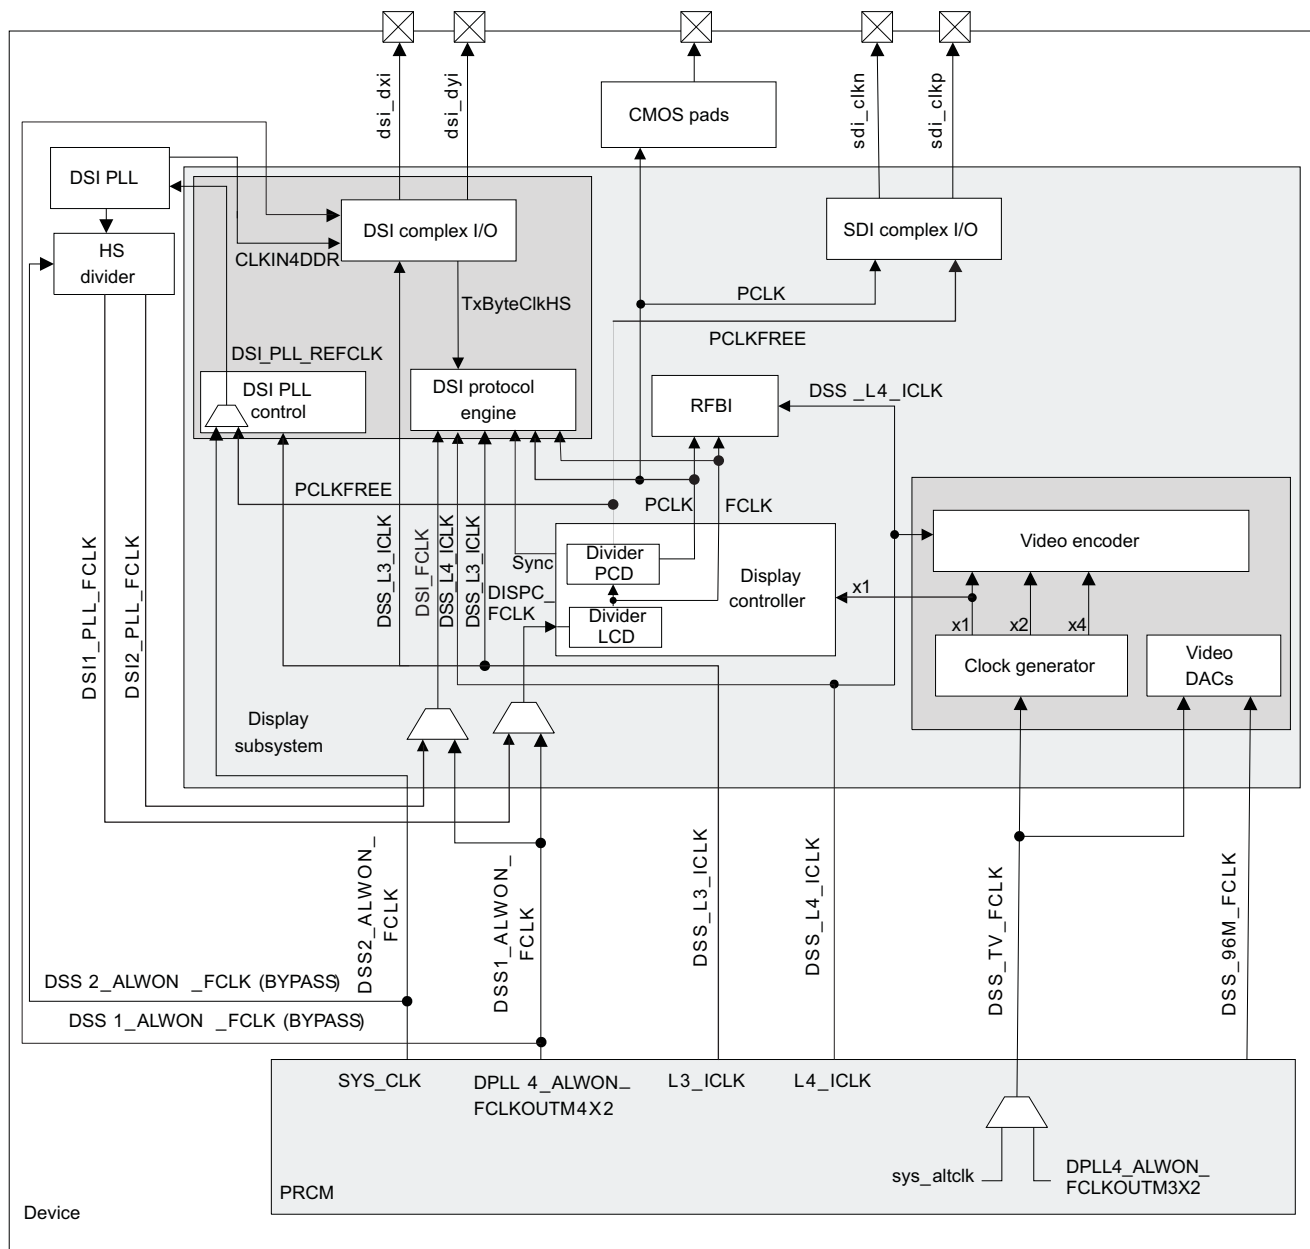 dsi_dxi
dsi_dyi
CMOS pads
sdi_clkn
sdi_clkp
DSI PLL
HS
divider
DSI complex I/O
CLKIN4DDR
SDI complex I/O
PCLK
TxByteClkHS
PCLKFREE
DSI_PLL_REFCLK
DSI PLL
control
DSI protocol
engine
RFBI
DSS _L4_ICLK
PCLKFREE
PCLK
FCLK
DSS_L3_ICLK
DSI_FCLK
DSS_L4_ICLK
DSS_L3_ICLK
Sync
Divider
PCD
DISPC_
FCLK
Divider
LCD
Display
controller
Video encoder
x1
x1
x2
x4
Clock generator
Video
DACs
DSI1_PLL_FCLK
DSI2_PLL_FCLK
Display
subsystem
DSS2_ALWON_
FCLK
DSS1_ALWON_
FCLK
DSS_L3_ICLK
DSS_L4_ICLK
DSS_TV_FCLK
DSS_96M_FCLK
DSS 2_ALWON _FCLK (BYPASS)
DSS 1_ALWON _FCLK (BYPASS)
SYS_CLK
DPLL 4_ALWON_
FCLKOUTM4X2
L3_ICLK
L4_ICLK
sys_altclk
DPLL4_ALWON_
FCLKOUTM3X2
PRCM
Device